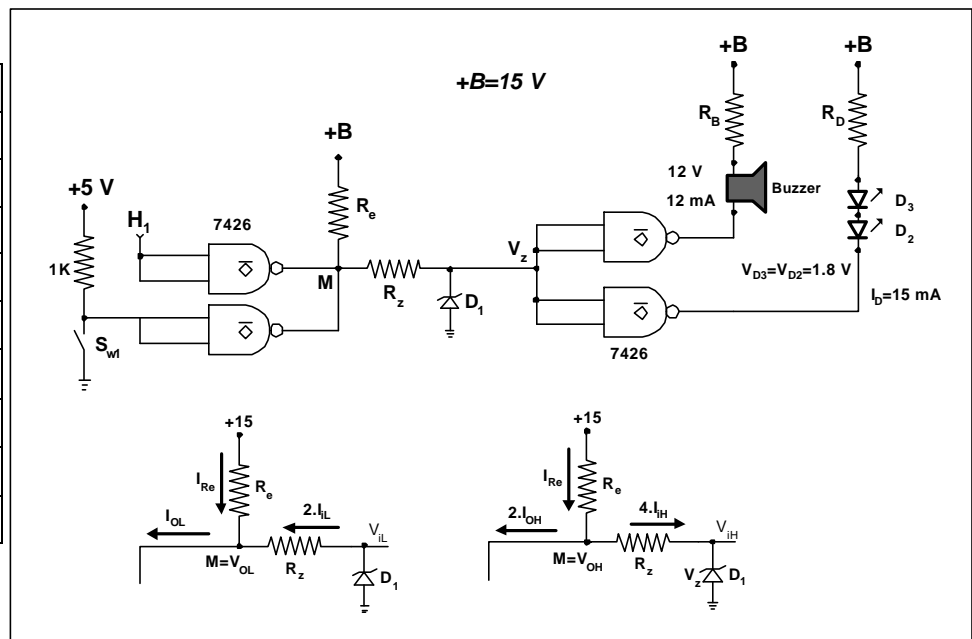 +B=15 V
+B
+B
R_B
R_D
12 V
12 mA
Buzzer
D_3
D_2
V_D3=V_D2=1.8 V
I_D=15 mA
+B
R_e
+5 V
H_1
7426
1K
S_w1
M
R_z
D_1
V_z
7426
+15
I_Re
R_e
I_OL
2.I_iL
V_iL
M=V_OL
R_z
D_1
+15
I_Re
R_e
2.I_OH
4.I_iH
V_iH
M=V_OH
R_z
V_z
D_1